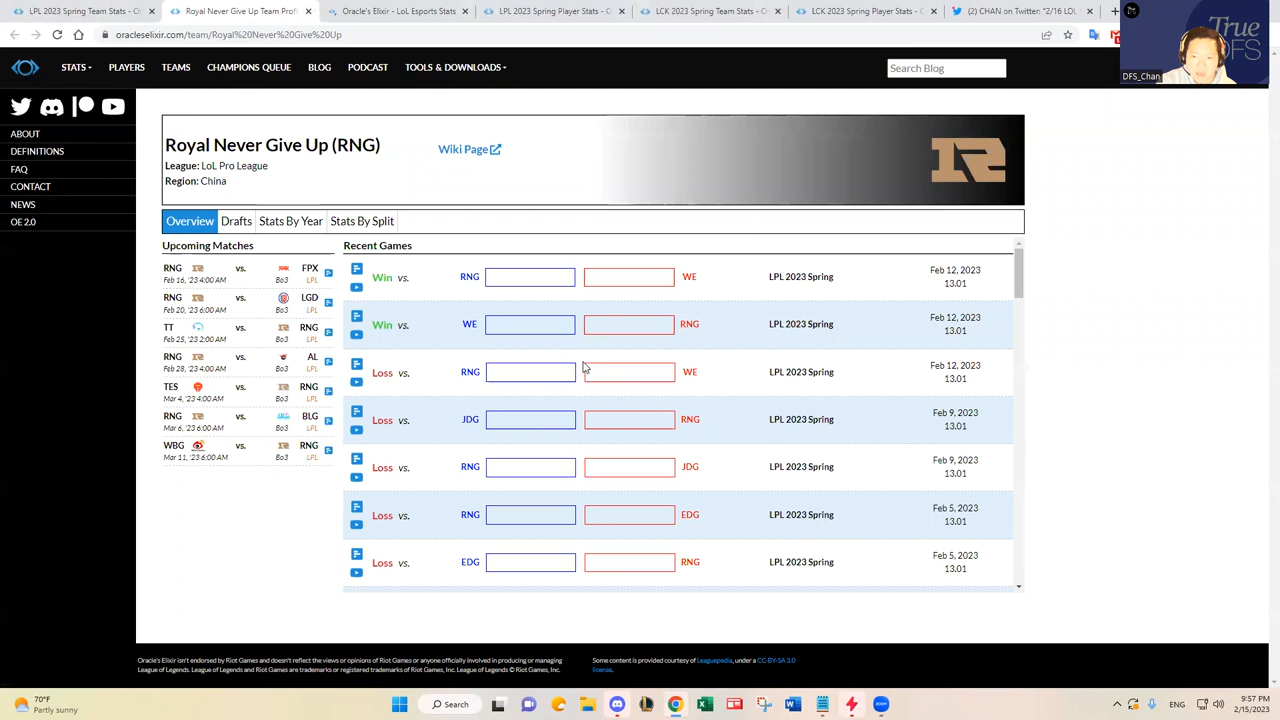 LPL 2023 Spring Team Stats - O
Royal Never Give Up (RNG)
Oracle's Elixir - LoL Esports Stats
LPL 2023 Spring Player Stats - O
LCK 2023 Spring Team Stats - O
LCK 2023 Spring Player Stats - O
(2) CHAN on Twitter: "2/16 LOL
oracleselixir.com/team/Royal%20Never%20Give%20Up
True
DFS
DFS_Chan
STATS
PLAYERS
TEAMS
CHAMPIONS QUEUE
BLOG
PODCAST
TOOLS & DOWNLOADS
Search Blog
ABOUT
DEFINITIONS
FAQ
CONTACT
NEWS
OE 2.0
Royal Never Give Up (RNG)
League: LoL Pro League
Region: China
Wiki Page
Overview Drafts Stats By Year Stats By Split
Upcoming Matches
RNG vs. FPX
Feb 16, '23 4:00 AM Bo3 LPL
RNG vs. LGD
Feb 20, '23 6:00 AM Bo3 LPL
TT vs. RNG
Feb 25, '23 2:00 AM Bo3 LPL
RNG vs. AL
Feb 28, '23 4:00 AM Bo3 LPL
TES vs. RNG
Mar 4, '23 4:00 AM Bo3 LPL
RNG vs. BLG
Mar 6, '23 6:00 AM Bo3 LPL
WBG vs. RNG
Mar 11, '23 6:00 AM Bo3 LPL
Recent Games
Win vs. RNG WE LPL 2023 Spring Feb 12, 2023
13.01
Win vs. WE RNG LPL 2023 Spring Feb 12, 2023
13.01
Loss vs. RNG WE LPL 2023 Spring Feb 12, 2023
13.01
Loss vs. JDG RNG LPL 2023 Spring Feb 9, 2023
13.01
Loss vs. RNG JDG LPL 2023 Spring Feb 9, 2023
13.01
Loss vs. RNG EDG LPL 2023 Spring Feb 5, 2023
13.01
Loss vs. EDG RNG LPL 2023 Spring Feb 5, 2023
13.01
Oracle's Elixir isn't endorsed by Riot Games and doesn't reflect the views or opinions of Riot Games or anyone officially involved in producing or managing
League of Legends. League of Legends and Riot Games are trademarks or registered trademarks of Riot Games, Inc. League of Legends © Riot Games, Inc.
Some content is provided courtesy of Leaguepedia, under a CC-BY-SA 3.0
license.
70°F
Partly sunny
Search
ENG
9:57 PM
2/15/2023